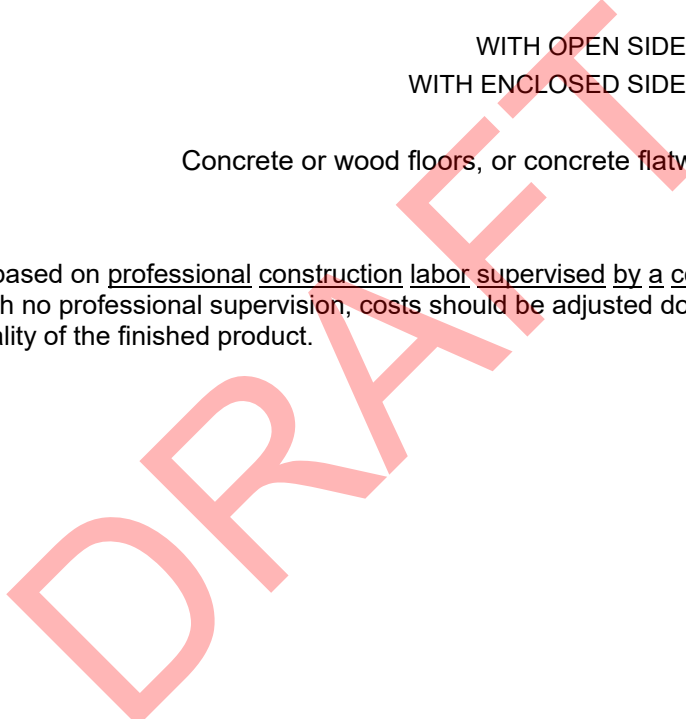 WITH OPEN SIDE
WITH ENCLOSED SIDE
Concrete or wood floors, or concrete flatw
based on professional construction labor supervised by a co
h no professional supervision, costs should be adjusted do
ality of the finished product.
DRAFT